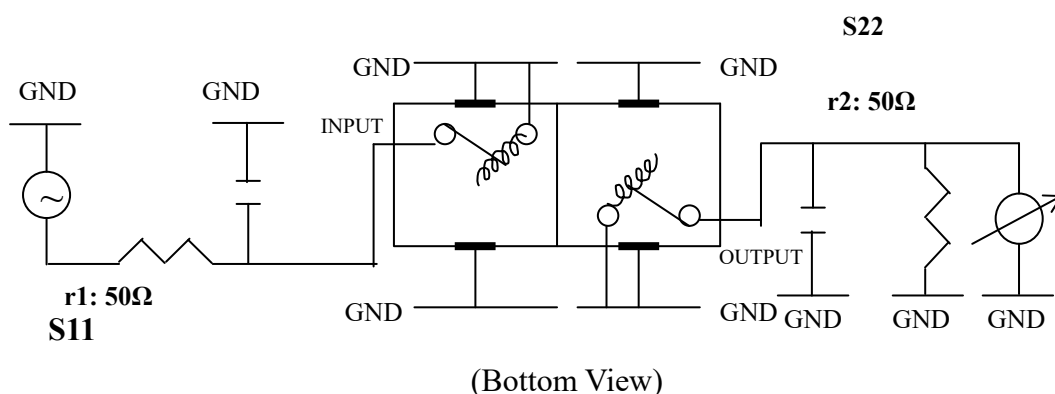 S22
GND
GND
GND
GND
r2: 50Ω
INPUT
~
OUTPUT
r1: 50Ω
S11
GND
GND
GND
GND
GND
(Bottom View)